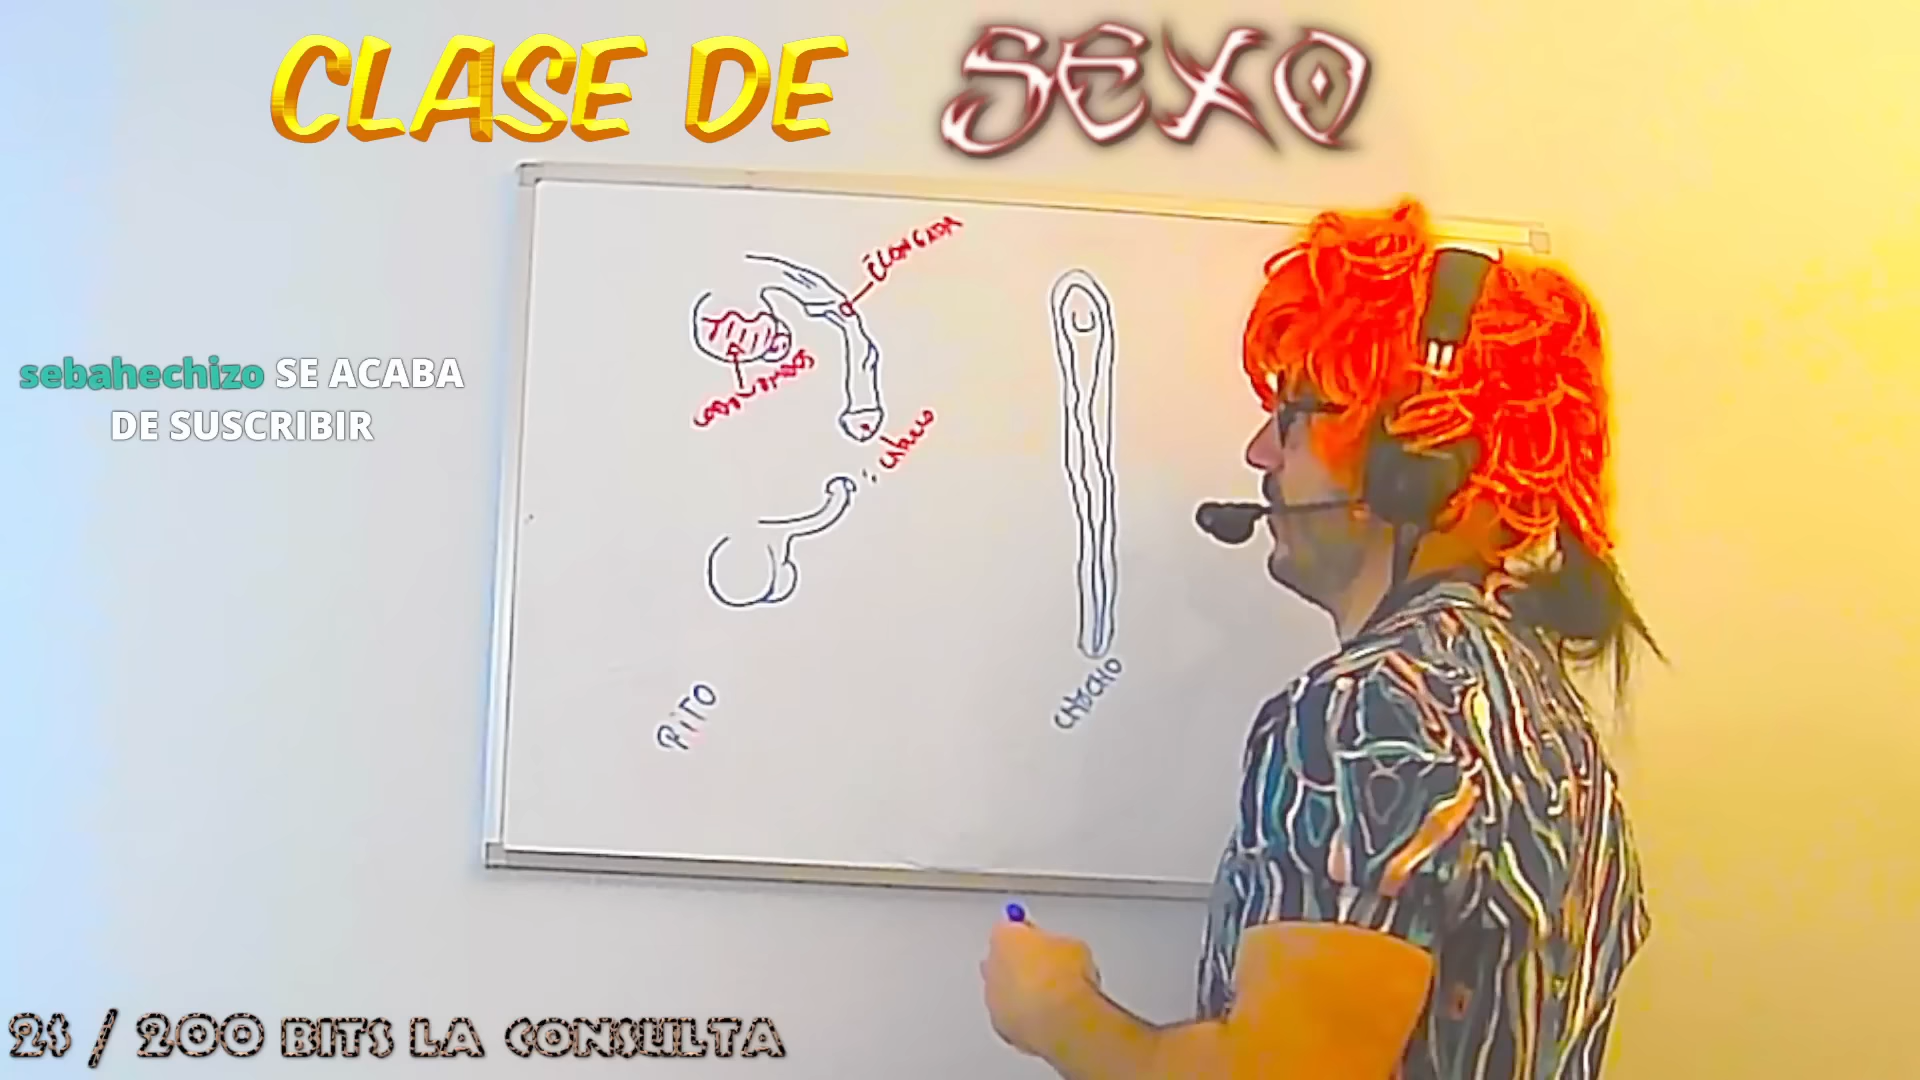 CLASE DE SEXO
ELONGADA
sebahechizo SE ACABA
DE SUSCRIBIR
CHOCHO
PITO
2$ / 200 BITS LA CONSULTA